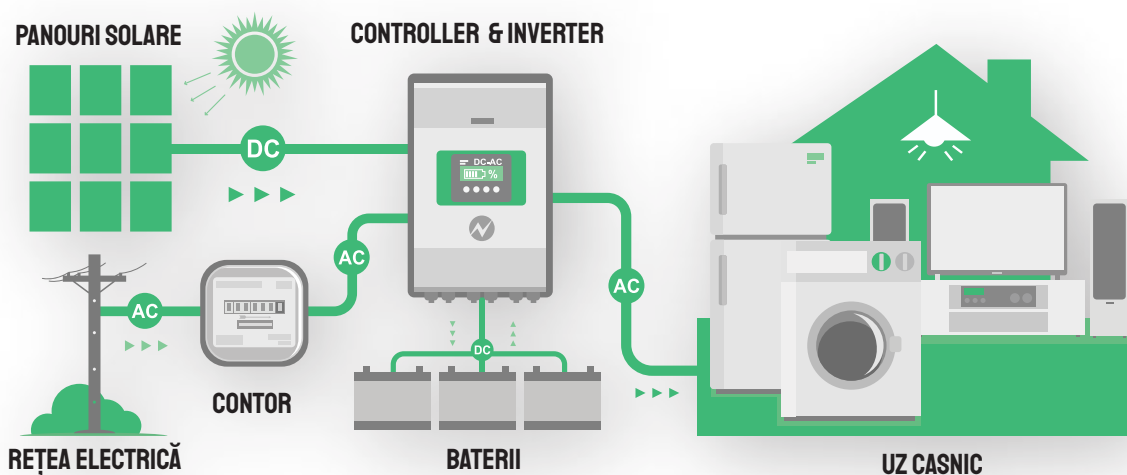 PANOURI SOLARE
CONTROLLER & INVERTER
DC
DC-AC
%
AC
AC
AC
DC
CONTOR
REȚEA ELECTRICĂ
BATERII
UZ CASNIC